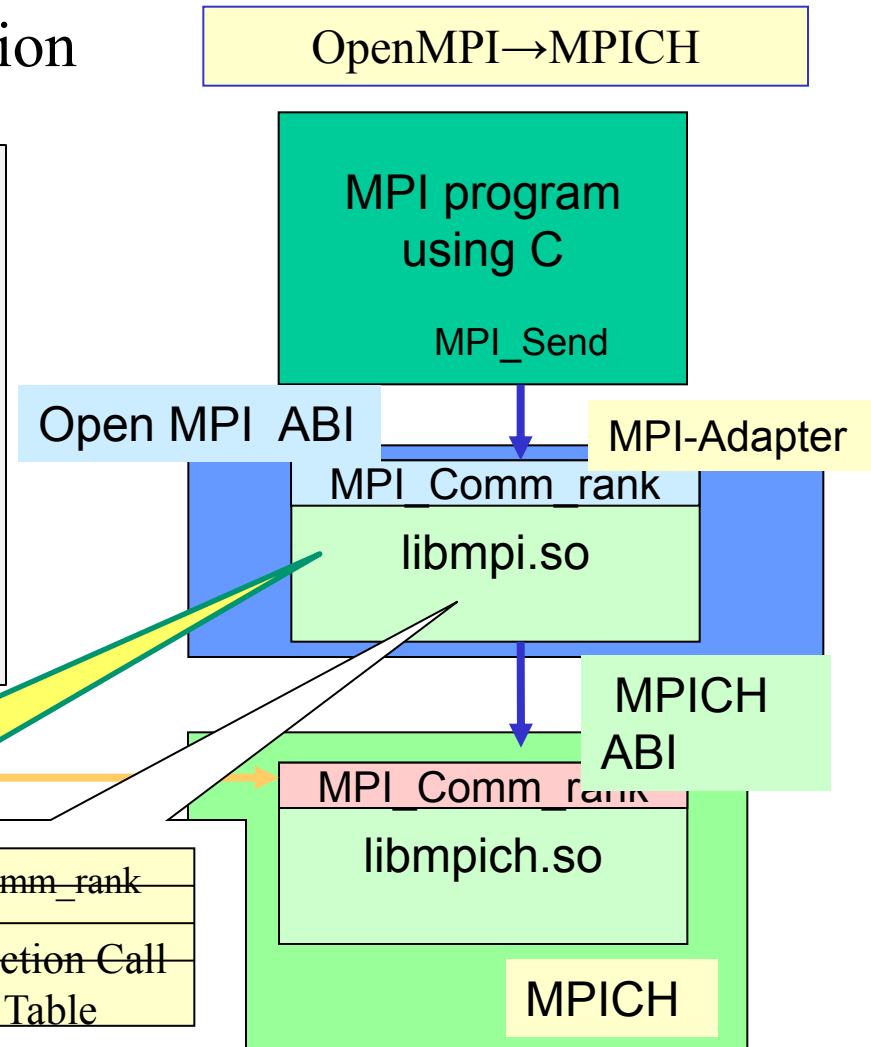 ion
OpenMPI→MPICH
MPI program
using C
MPI_Send
Open MPI ABI
MPI-Adapter
MPI_Comm_rank
libmpi.so
MPICH
ABI
MPI_Comm_rank
libmpich.so
mm_rank
ction Call
Table
MPICH